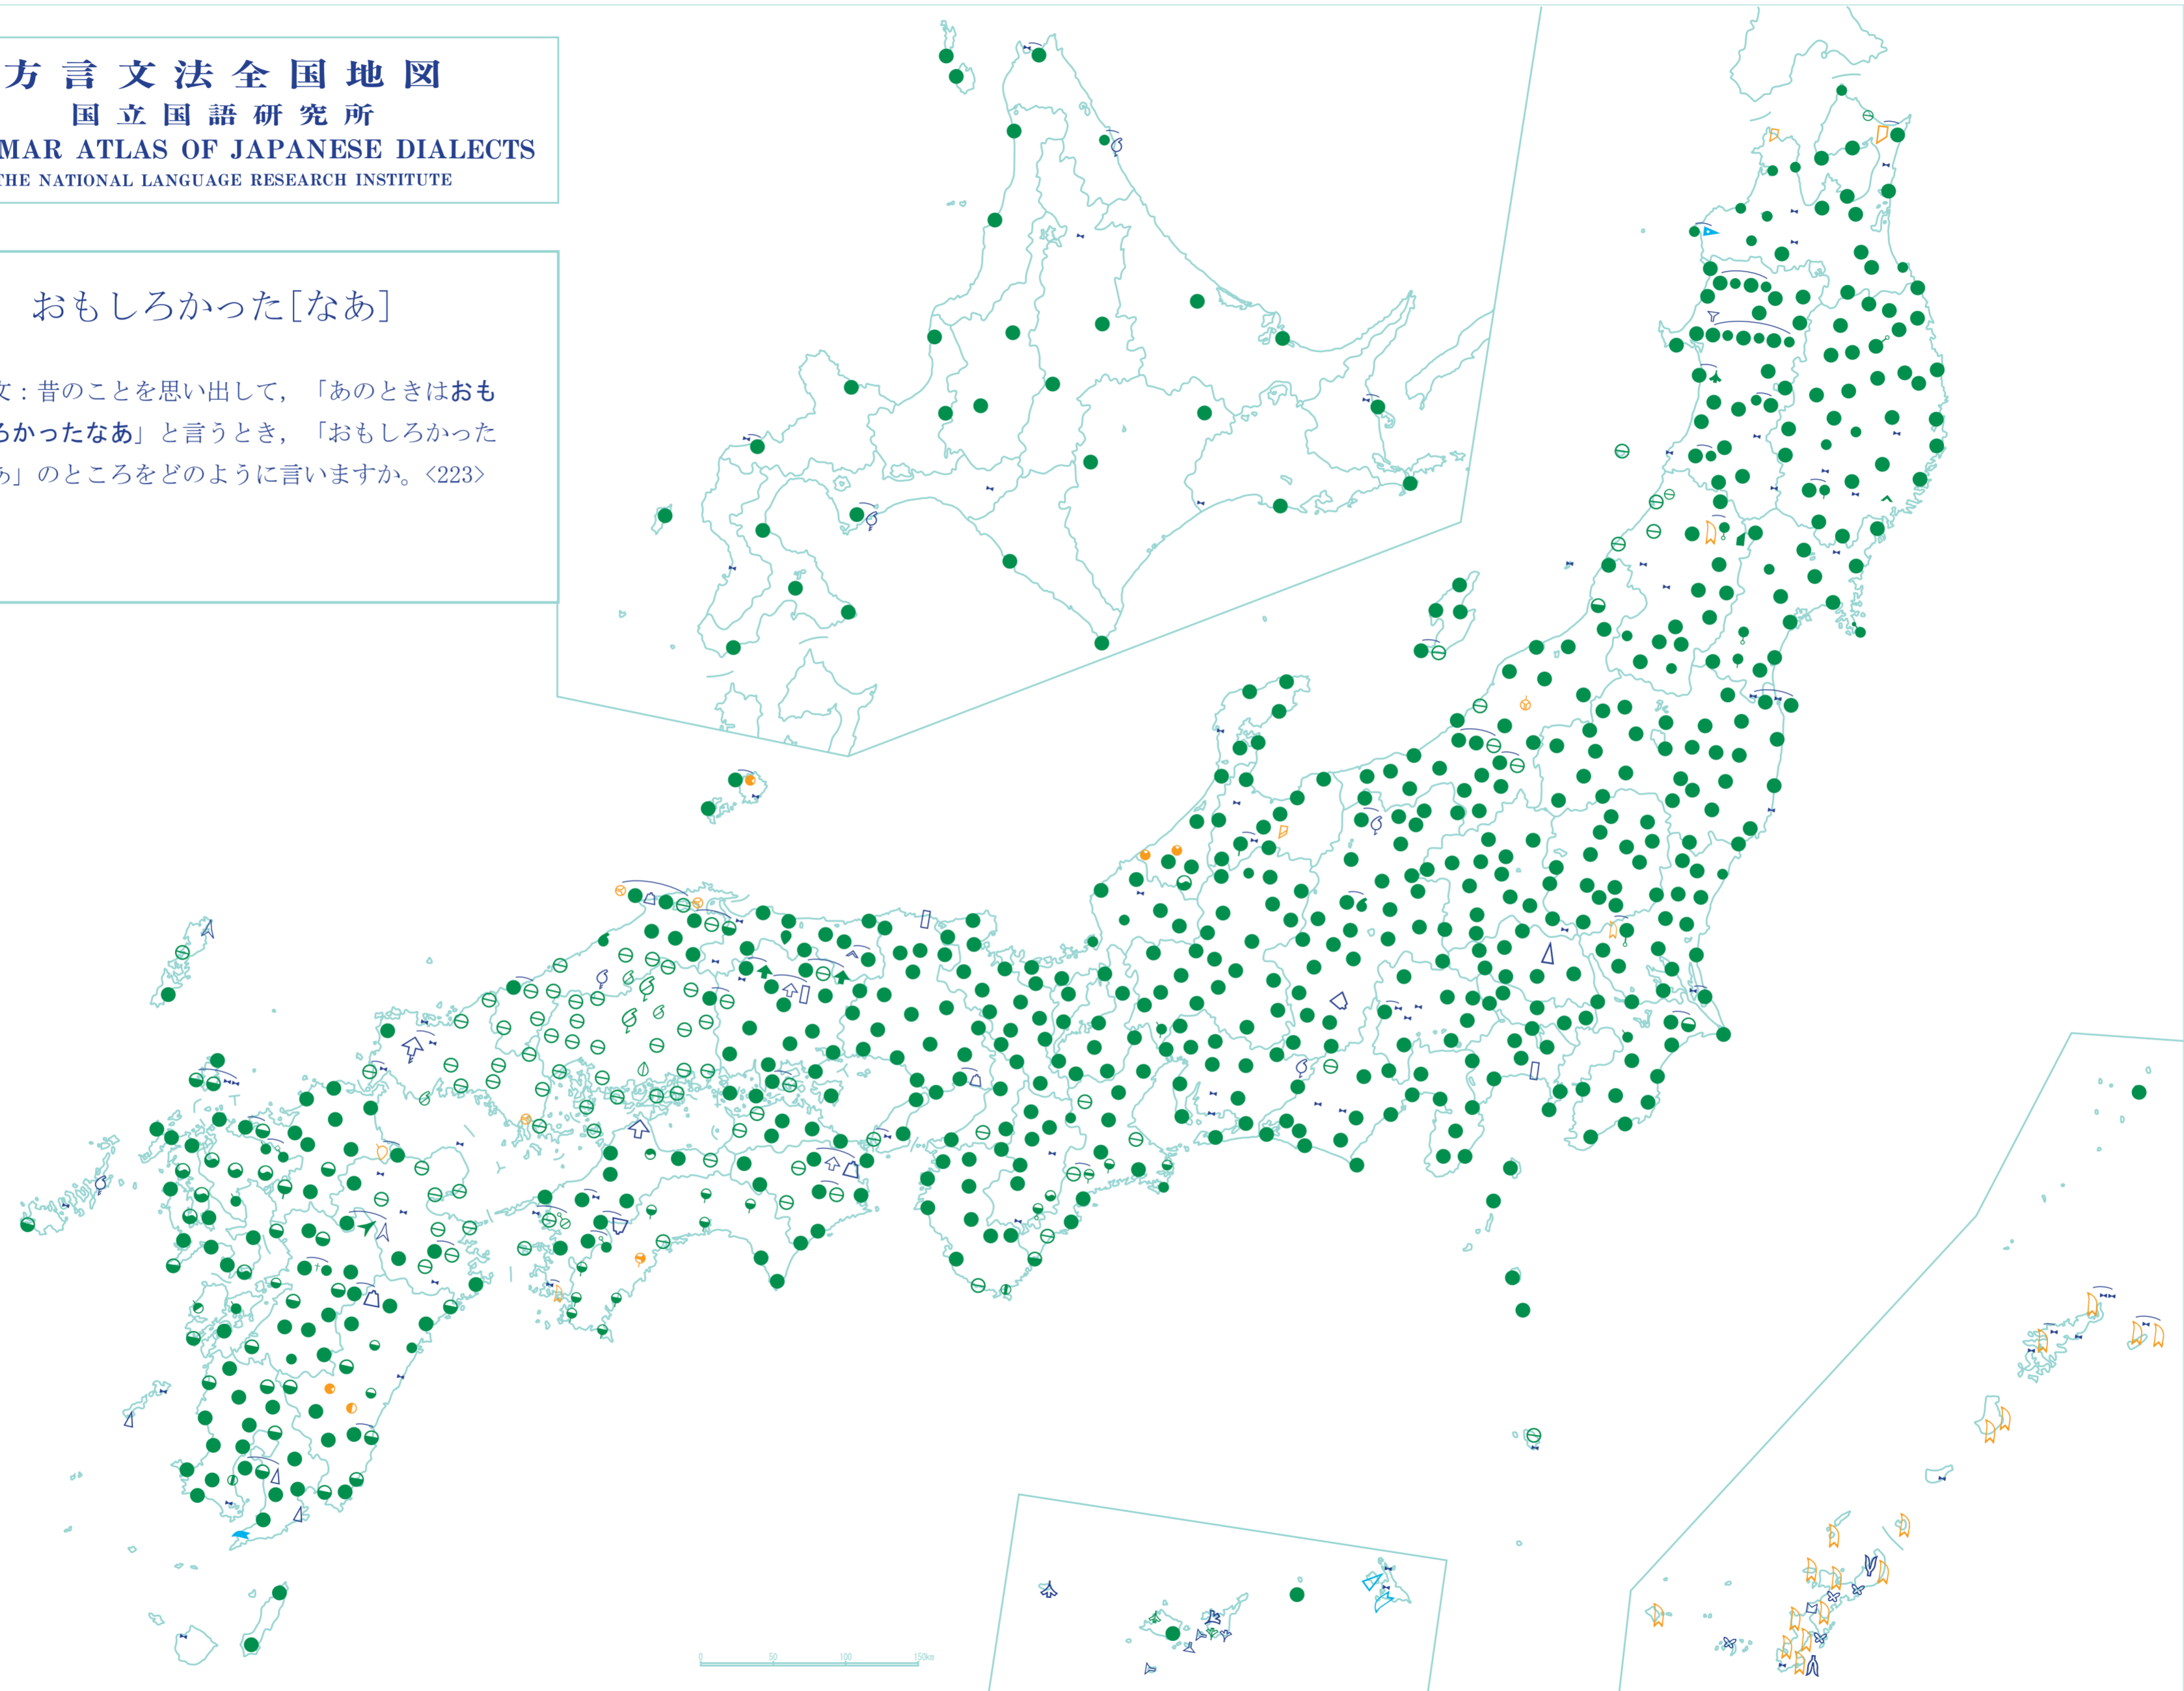 方言文法全国地図
国立国語研究所
MAR ATLAS OF JAPANESE DIALECTS
THE NATIONAL LANGUAGE RESEARCH INSTITUTE
おもしろかった[なあ]
文：昔のことを思い出して，「あのときはおも
ろかったなあ」と言うとき，「おもしろかった
あ」のところをどのように言いますか。〈223〉
0 50 100 150km